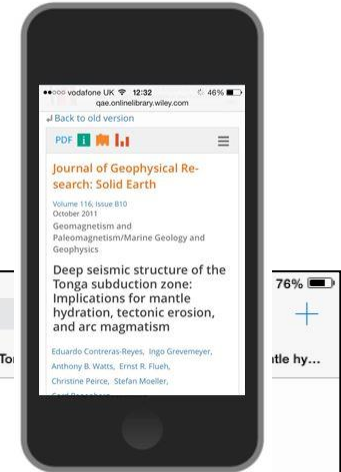 vodafone UK 12:32 46%
qae.onlinelibrary.wiley.com
Back to old version
PDF i
Journal of Geophysical Re-
search: Solid Earth
Volume 116, Issue B10
October 2011
Geomagnetism and
Paleomagnetism/Marine Geology and
Geophysics
Deep seismic structure of the
Tonga subduction zone:
Implications for mantle
hydration, tectonic erosion,
and arc magmatism
Eduardo Contreras-Reyes, Ingo Grevemeyer,
Anthony B. Watts, Ernst R. Flueh,
Christine Peirce, Stefan Moeller,
76%
hy...